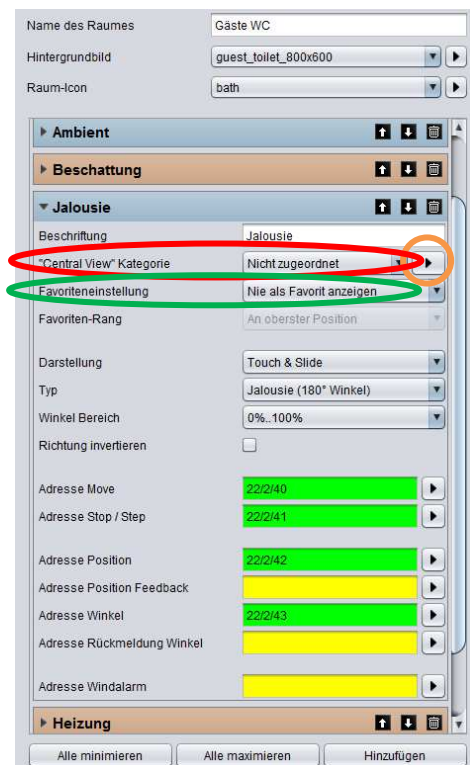 Name des Raumes Gäste WC
Hintergrundbild guest_toilet_800x600
Raum-Icon bath
Ambient
Beschattung
Jalousie
Beschriftung Jalousie
"Central View" Kategorie Nicht zugeordnet
Favoriteneinstellung Nie als Favorit anzeigen
Favoriten-Rang An oberster Position
Darstellung Touch & Slide
Typ Jalousie (180° Winkel)
Winkel Bereich 0%..100%
Richtung invertieren
Adresse Move 22/2/40
Adresse Stop / Step 22/2/41
Adresse Position 22/2/42
Adresse Position Feedback
Adresse Winkel 22/2/43
Adresse Rückmeldung Winkel
Adresse Windalarm
Heizung
Alle minimieren Alle maximieren Hinzufügen